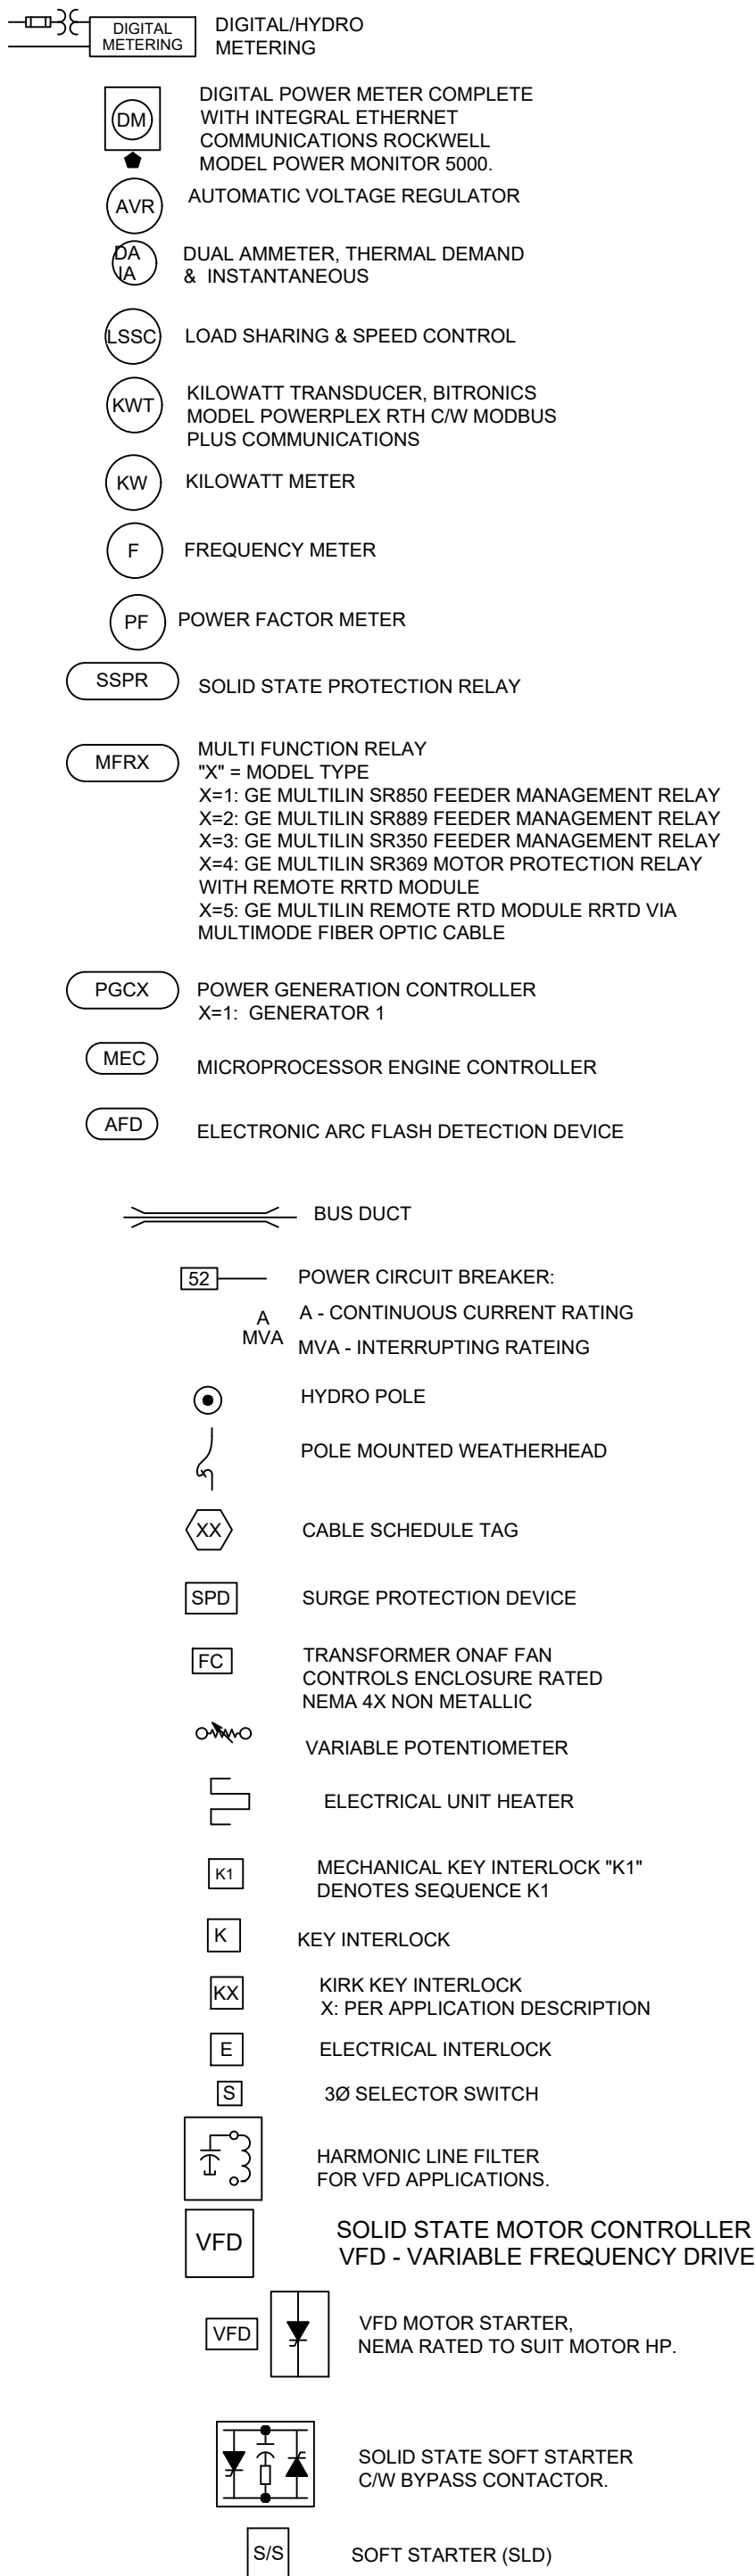 DIGITAL
METERING
DIGITAL/HYDRO
METERING
DM
DIGITAL POWER METER COMPLETE
WITH INTEGRAL ETHERNET
COMMUNICATIONS ROCKWELL
MODEL POWER MONITOR 5000.
AVR
AUTOMATIC VOLTAGE REGULATOR
DA
IA
DUAL AMMETER, THERMAL DEMAND
& INSTANTANEOUS
LSSC
LOAD SHARING & SPEED CONTROL
KWT
KILOWATT TRANSDUCER, BITRONICS
MODEL POWERPLEX RTH C/W MODBUS
PLUS COMMUNICATIONS
KW
KILOWATT METER
F
FREQUENCY METER
PF
POWER FACTOR METER
SSPR
SOLID STATE PROTECTION RELAY
MFRX
MULTI FUNCTION RELAY
"X" = MODEL TYPE
X=1: GE MULTILIN SR850 FEEDER MANAGEMENT RELAY
X=2: GE MULTILIN SR889 FEEDER MANAGEMENT RELAY
X=3: GE MULTILIN SR350 FEEDER MANAGEMENT RELAY
X=4: GE MULTILIN SR369 MOTOR PROTECTION RELAY
WITH REMOTE RRTD MODULE
X=5: GE MULTILIN REMOTE RTD MODULE RRTD VIA
MULTIMODE FIBER OPTIC CABLE
PGCX
POWER GENERATION CONTROLLER
X=1: GENERATOR 1
MEC
MICROPROCESSOR ENGINE CONTROLLER
AFD
ELECTRONIC ARC FLASH DETECTION DEVICE
BUS DUCT
52
POWER CIRCUIT BREAKER:
A
MVA
A - CONTINUOUS CURRENT RATING
MVA - INTERRUPTING RATEING
HYDRO POLE
POLE MOUNTED WEATHERHEAD
XX
CABLE SCHEDULE TAG
SPD
SURGE PROTECTION DEVICE
FC
TRANSFORMER ONAF FAN
CONTROLS ENCLOSURE RATED
NEMA 4X NON METALLIC
VARIABLE POTENTIOMETER
ELECTRICAL UNIT HEATER
K1
MECHANICAL KEY INTERLOCK "K1"
DENOTES SEQUENCE K1
K
KEY INTERLOCK
KX
KIRK KEY INTERLOCK
X: PER APPLICATION DESCRIPTION
E
ELECTRICAL INTERLOCK
S
3Ø SELECTOR SWITCH
HARMONIC LINE FILTER
FOR VFD APPLICATIONS.
VFD
SOLID STATE MOTOR CONTROLLER
VFD - VARIABLE FREQUENCY DRIVE
VFD
VFD MOTOR STARTER,
NEMA RATED TO SUIT MOTOR HP.
SOLID STATE SOFT STARTER
C/W BYPASS CONTACTOR.
S/S
SOFT STARTER (SLD)